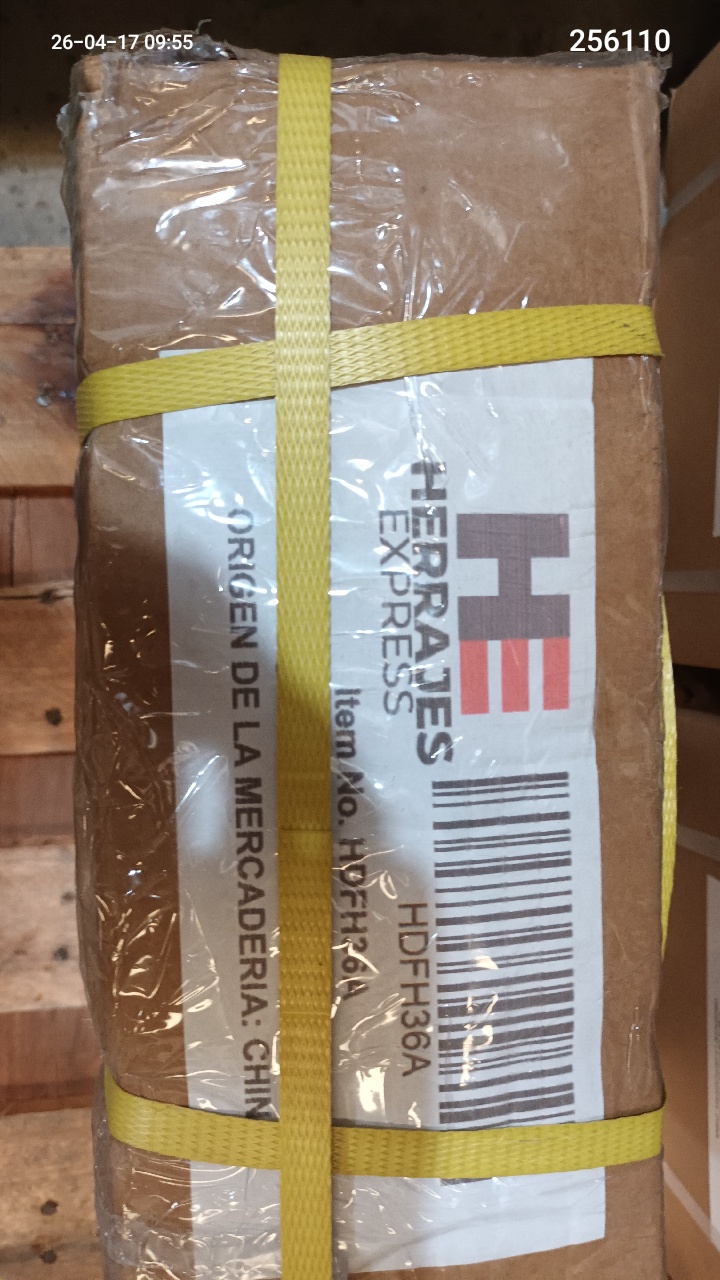 26-04-17 09:55
256110
HE
HERRAJES
EXPRESS
HDFH36A
Item No. HDFH36A
ORIGEN DE LA MERCADERIA: CHIN